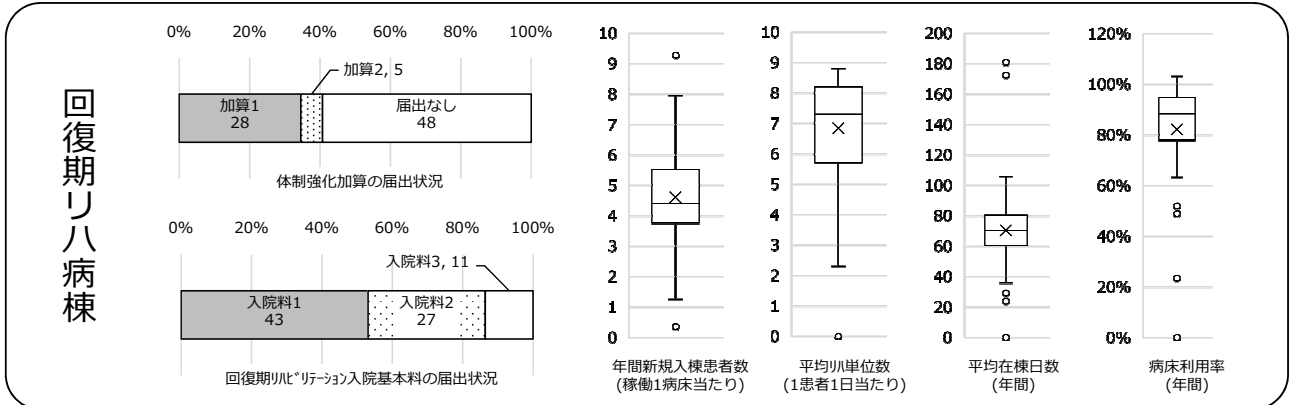 回復期リハ病棟
0% 20% 40% 60% 80% 100%
加算2, 5
加算1
28
届出なし
48
体制強化加算の届出状況
0% 20% 40% 60% 80% 100%
入院料3, 11
入院料1
43
入院料2
27
回復期ﾘﾊﾋﾞﾘﾃｰｼｮﾝ入院基本料の届出状況
10
9
8
7
6
5
4
3
2
1
0
年間新規入棟患者数
(稼働1病床当たり)
10
9
8
7
6
5
4
3
2
1
0
平均ﾘﾊ単位数
(1患者1日当たり)
200
180
160
140
120
100
80
60
40
20
0
平均在棟日数
(年間)
120%
100%
80%
60%
40%
20%
0%
病床利用率
(年間)